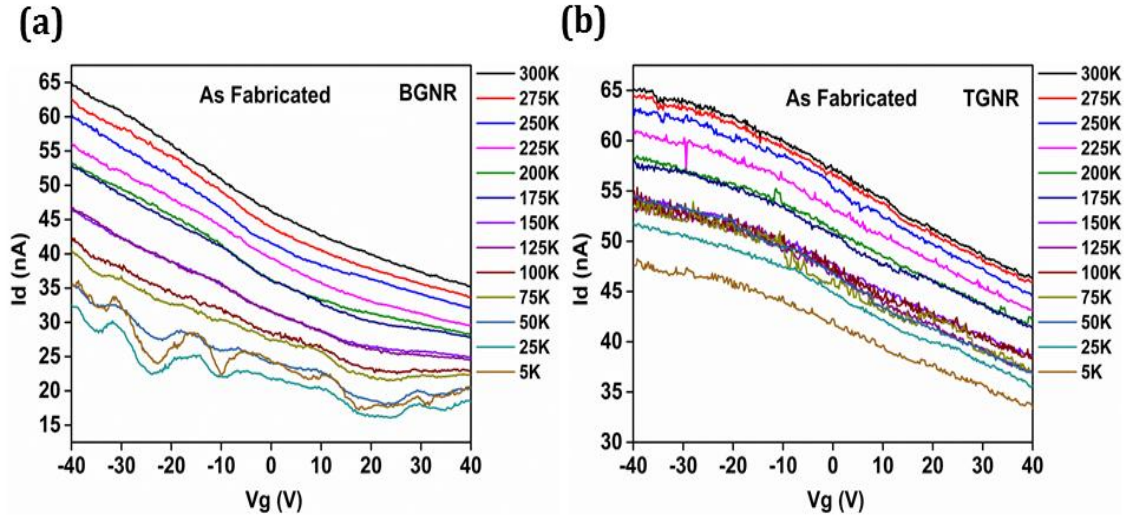 (a)
As Fabricated BGNR
Id (nA)
65
60
55
50
45
40
35
30
25
20
15
-40 -30 -20 -10 0 10 20 30 40
Vg (V)
300K
275K
250K
225K
200K
175K
150K
125K
100K
75K
50K
25K
5K
(b)
As Fabricated TGNR
Id (nA)
65
60
55
50
45
40
35
30
-40 -30 -20 -10 0 10 20 30 40
Vg (V)
300K
275K
250K
225K
200K
175K
150K
125K
100K
75K
50K
25K
5K